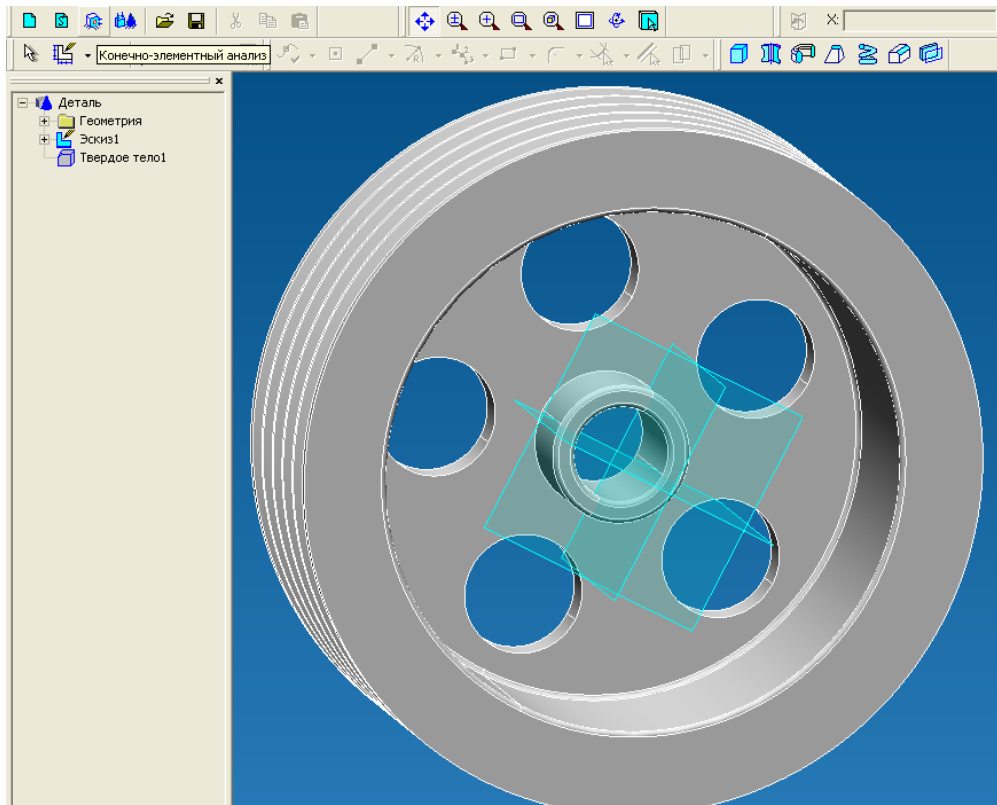 X:
Конечно-элементный анализ
Деталь
Геометрия
Эскиз1
Твердое тело1